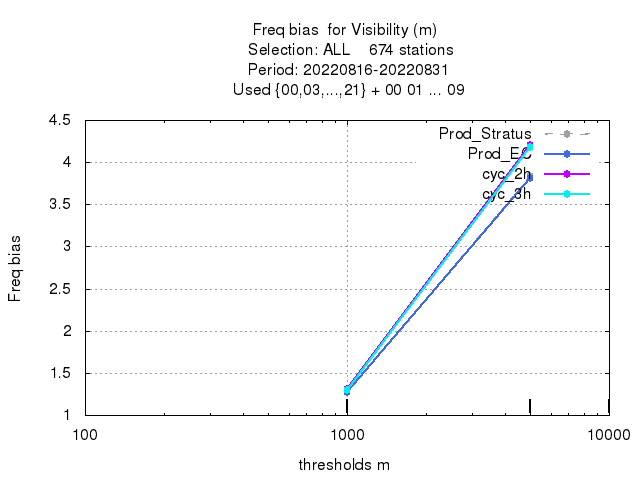 Freq bias  for Visibility (m)
Selection: ALL    674 stations
Period: 20220816-20220831
Used {00,03,...,21} + 00 01 ... 09
4.5
4
3.5
3
2.5
2
1.5
1
Freq bias
Prod_Stratus
Prod_EC
cyc_2h
cyc_3h
100
1000
10000
thresholds m